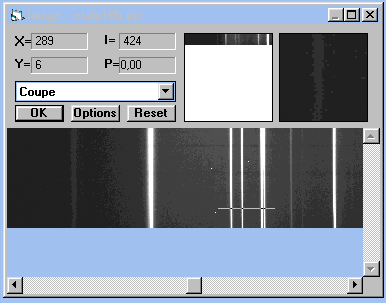 X= 289 I= 424
Y= 6 P= 0,00
Coupe
OK Options Reset